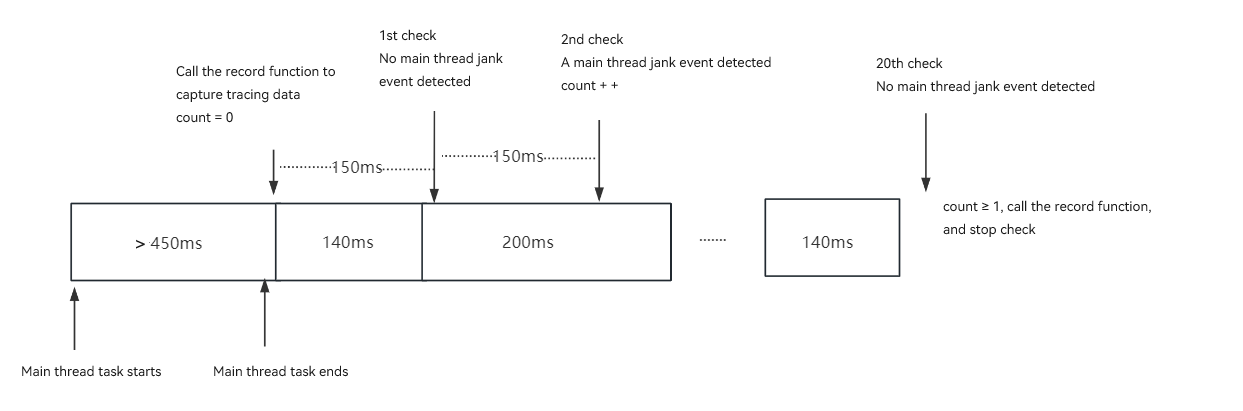 1st check
No main thread jank
event detected
2nd check
A main thread jank event detected
count + +
Call the record function to
capture tracing data
count = 0
20th check
No main thread jank event detected
150ms
150ms
> 450ms
140ms
200ms
140ms
count ≥ 1, call the record function,
and stop check
Main thread task starts
Main thread task ends